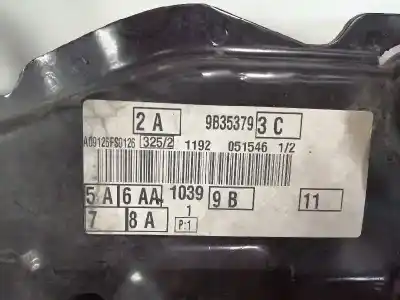 2 A 9B35379 3 C
A09126PS0126 325/2 1192 051546 1/2
5 A 6 AA 1039 9 B 11
1
7 8 A P:1